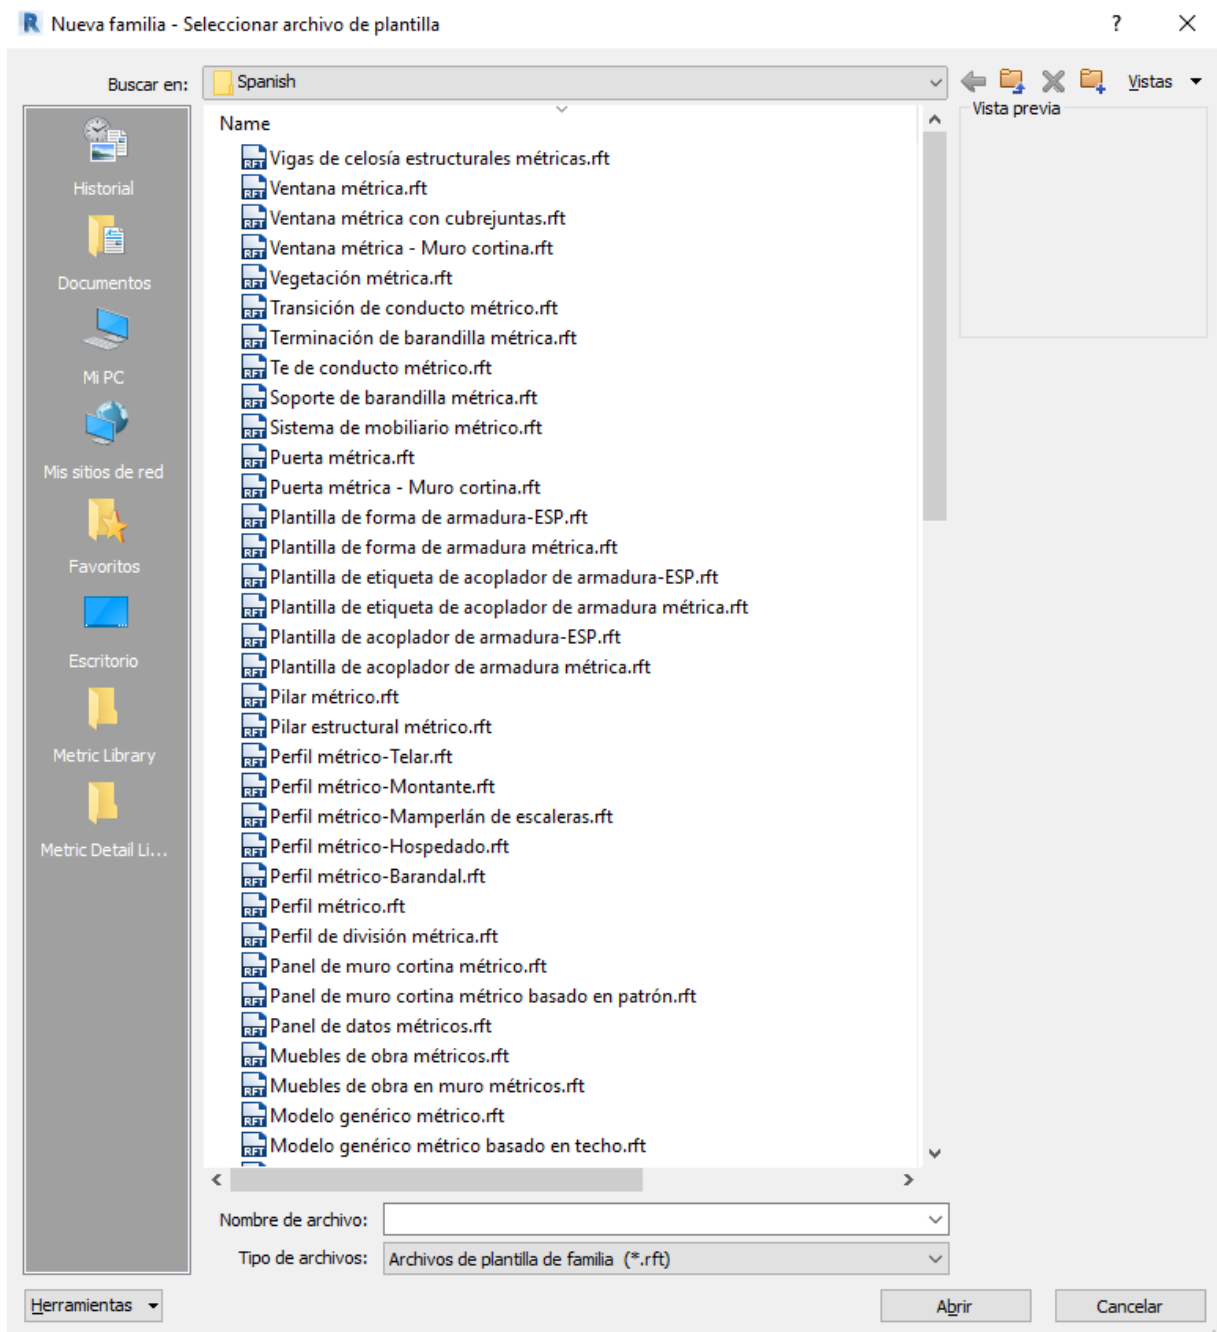 Nueva familia - Seleccionar archivo de plantilla
Buscar en: Spanish Vistas
Name
Vista previa
Vigas de celosía estructurales métricas.rft
Ventana métrica.rft
Ventana métrica con cubrejuntas.rft
Ventana métrica - Muro cortina.rft
Vegetación métrica.rft
Transición de conducto métrico.rft
Terminación de barandilla métrica.rft
Te de conducto métrico.rft
Soporte de barandilla métrica.rft
Sistema de mobiliario métrico.rft
Puerta métrica.rft
Puerta métrica - Muro cortina.rft
Plantilla de forma de armadura-ESP.rft
Plantilla de forma de armadura métrica.rft
Plantilla de etiqueta de acoplador de armadura-ESP.rft
Plantilla de etiqueta de acoplador de armadura métrica.rft
Plantilla de acoplador de armadura-ESP.rft
Plantilla de acoplador de armadura métrica.rft
Pilar métrico.rft
Pilar estructural métrico.rft
Perfil métrico-Telar.rft
Perfil métrico-Montante.rft
Perfil métrico-Mamperlán de escaleras.rft
Perfil métrico-Hospedado.rft
Perfil métrico-Barandal.rft
Perfil métrico.rft
Perfil de división métrica.rft
Panel de muro cortina métrico.rft
Panel de muro cortina métrico basado en patrón.rft
Panel de datos métricos.rft
Muebles de obra métricos.rft
Muebles de obra en muro métricos.rft
Modelo genérico métrico.rft
Modelo genérico métrico basado en techo.rft
Historial
Documentos
Mi PC
Mis sitios de red
Favoritos
Escritorio
Metric Library
Metric Detail Li...
Nombre de archivo:
Tipo de archivos: Archivos de plantilla de familia (*.rft)
Herramientas Abrir Cancelar